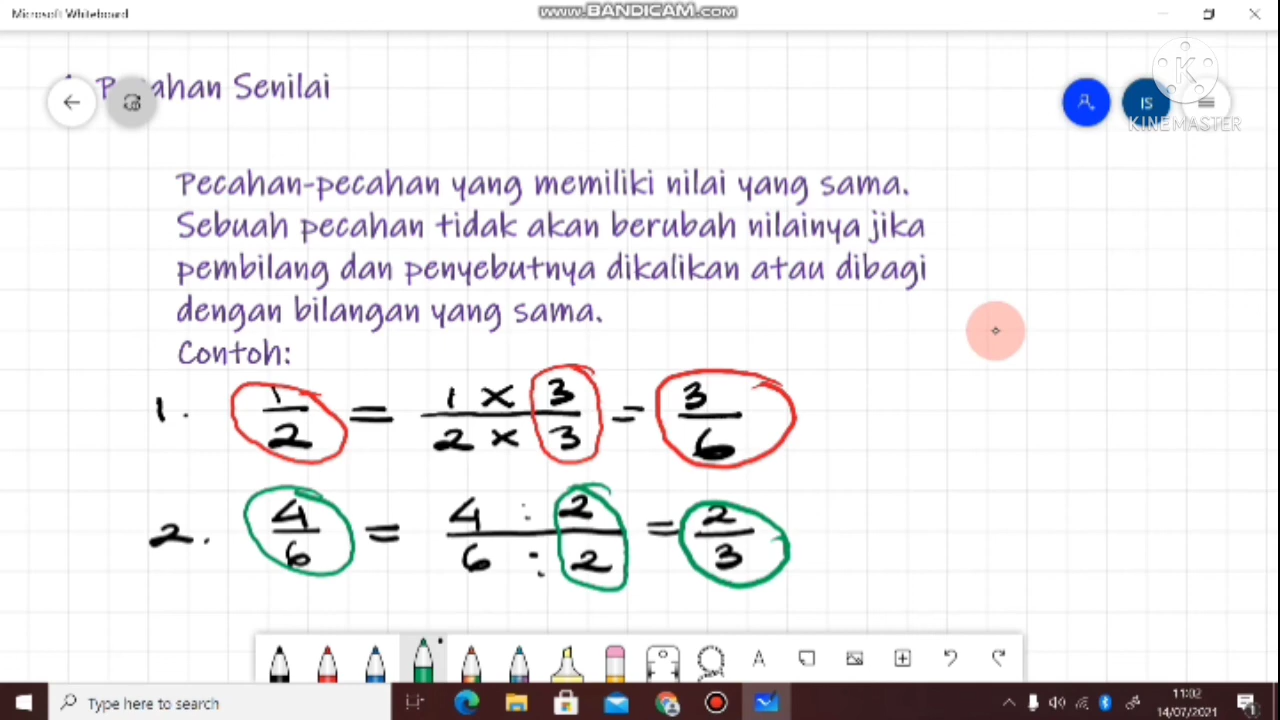 Microsoft Whiteboard
www.BANDICAM.com
Senilai
IS
KINEMASTER
Pecahan-pecahan yang memiliki nilai yang sama.
Sebuah pecahan tidak akan berubah nilainya jika
pembilang dan penyebutnya dikalikan atau dibagi
dengan bilangan yang sama.
Contoh:
1. 1/2 = 1 x 3 / 2 x 3 = 3/6
2. 4/6 = 4 : 2 / 6 : 2 = 2/3
Type here to search
11:02
14/07/2021